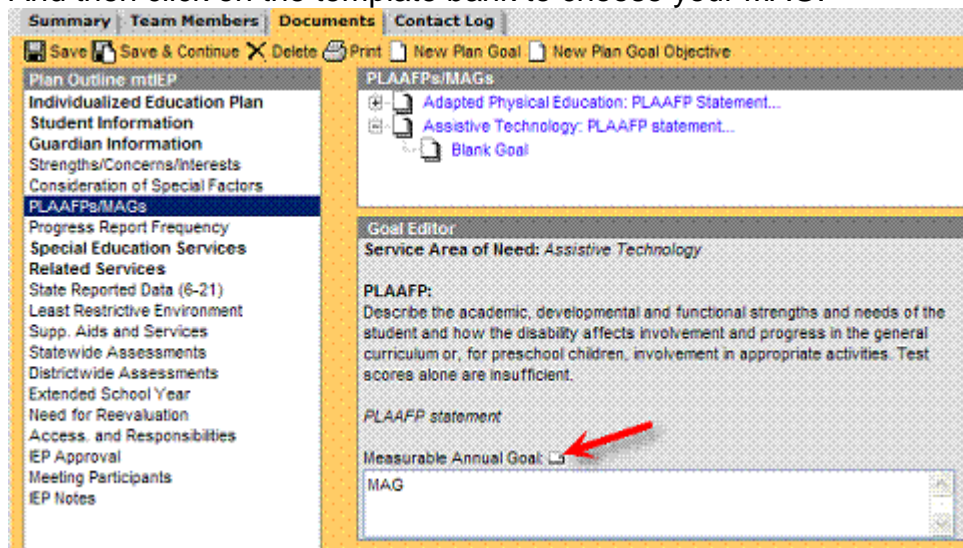 And then click on the template bank to choose your MAG.
Summary Team Members Documents Contact Log
Save Save & Continue Delete Print New Plan Goal New Plan Goal Objective
Plan Outline mtIEP
Individualized Education Plan
Student Information
Guardian Information
Strengths/Concerns/Interests
Consideration of Special Factors
PLAAFPs/MAGs
Progress Report Frequency
Special Education Services
Related Services
State Reported Data (6-21)
Least Restrictive Environment
Supp. Aids and Services
Statewide Assessments
Districtwide Assessments
Extended School Year
Need for Reevaluation
Access, and Responsibilities
IEP Approval
Meeting Participants
IEP Notes
PLAAFPs/MAGs
Adapted Physical Education: PLAAFP Statement...
Assistive Technology: PLAAFP statement...
Blank Goal
Goal Editor
Service Area of Need: Assistive Technology
PLAAFP:
Describe the academic, developmental and functional strengths and needs of the
student and how the disability affects involvement and progress in the general
curriculum or, for preschool children, involvement in appropriate activities. Test
scores alone are insufficient.
PLAAFP statement
Measurable Annual Goal:
MAG